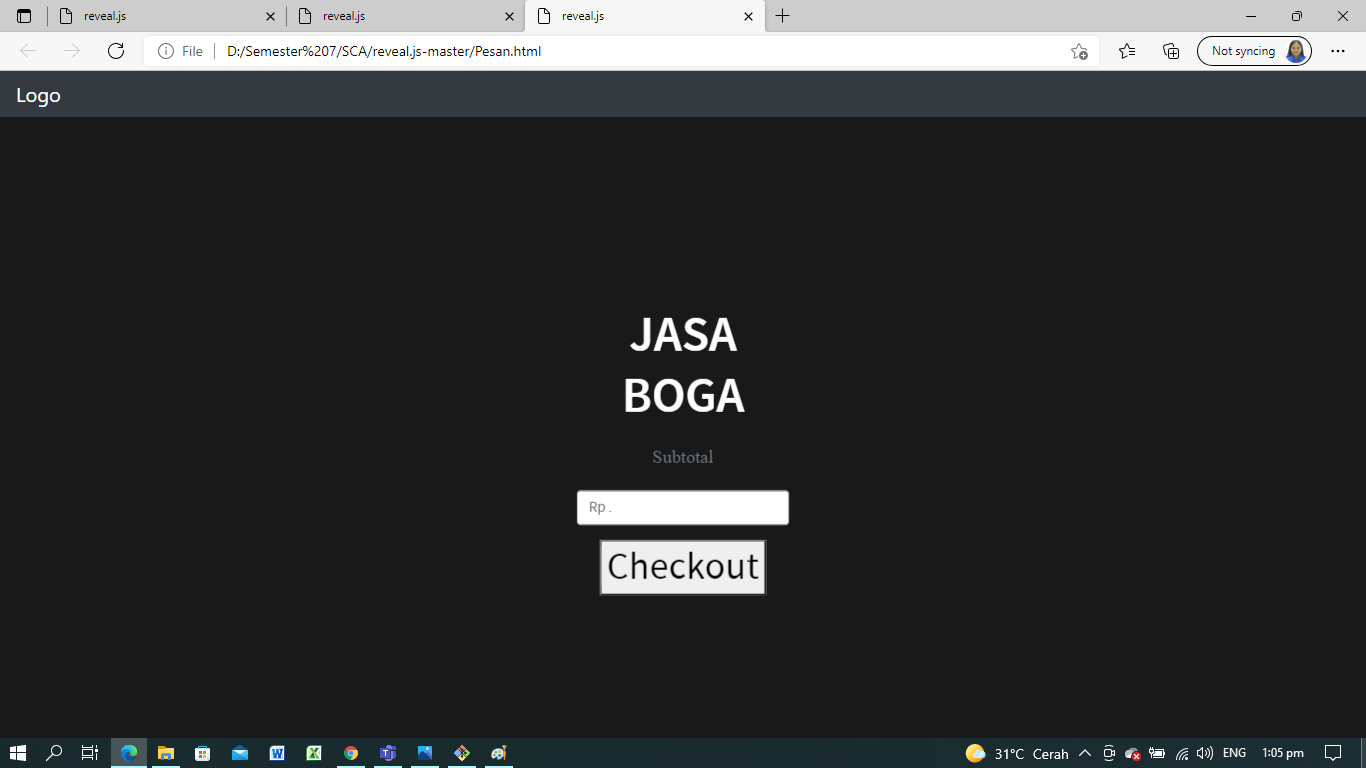 reveal.js
reveal.js
reveal.js
File
D:/Semester%207/SCA/reveal.js-master/Pesan.html
Not syncing
Logo
JASA
BOGA
Subtotal
Rp .
Checkout
31°C Cerah
ENG
1:05 pm